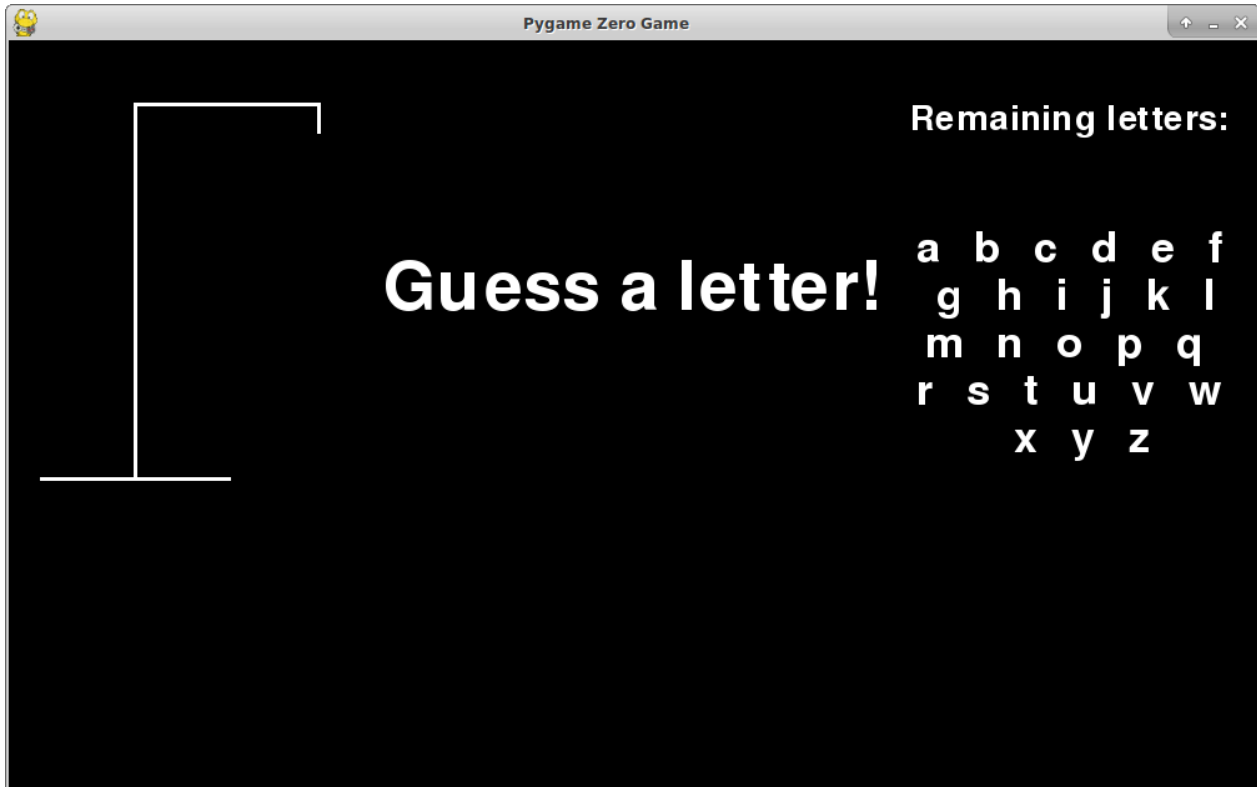 Pygame Zero Game
Remaining letters:
Guess a letter!
a b c d e f
g h i j k l
m n o p q
r s t u v w
x y z